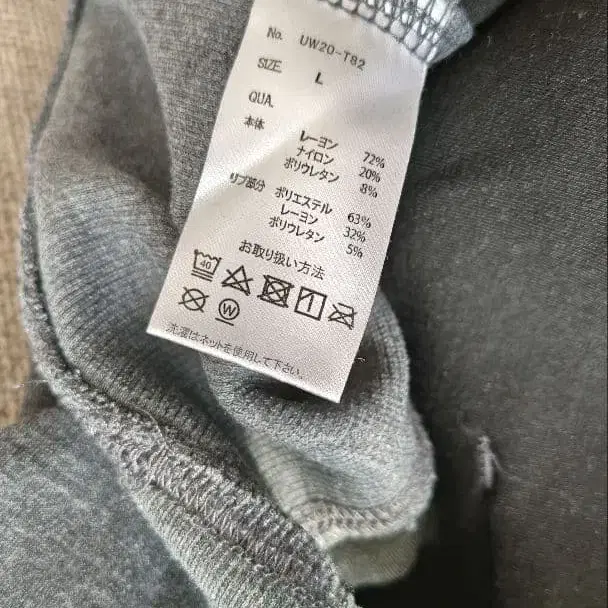 No. UW20-T82
SIZE L
QUA.
本体
レーヨン 72%
ナイロン 20%
ポリウレタン 8%
リブ部分 ポリエステル 63%
レーヨン 32%
ポリウレタン 5%
お取り扱い方法
40
W
洗濯はネットを使用して下さい。